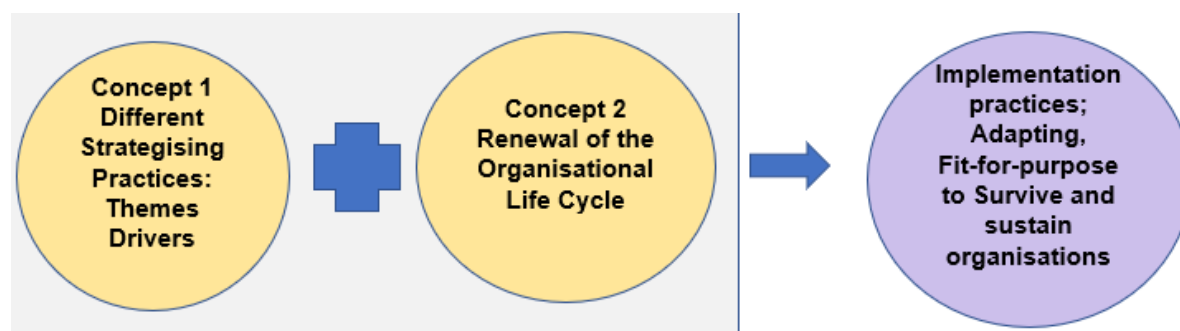 Concept 1
Different
Strategising
Practices:
Themes
Drivers
Concept 2
Renewal of the
Organisational
Life Cycle
Implementation
practices;
Adapting,
Fit-for-purpose
to Survive and
sustain
organisations